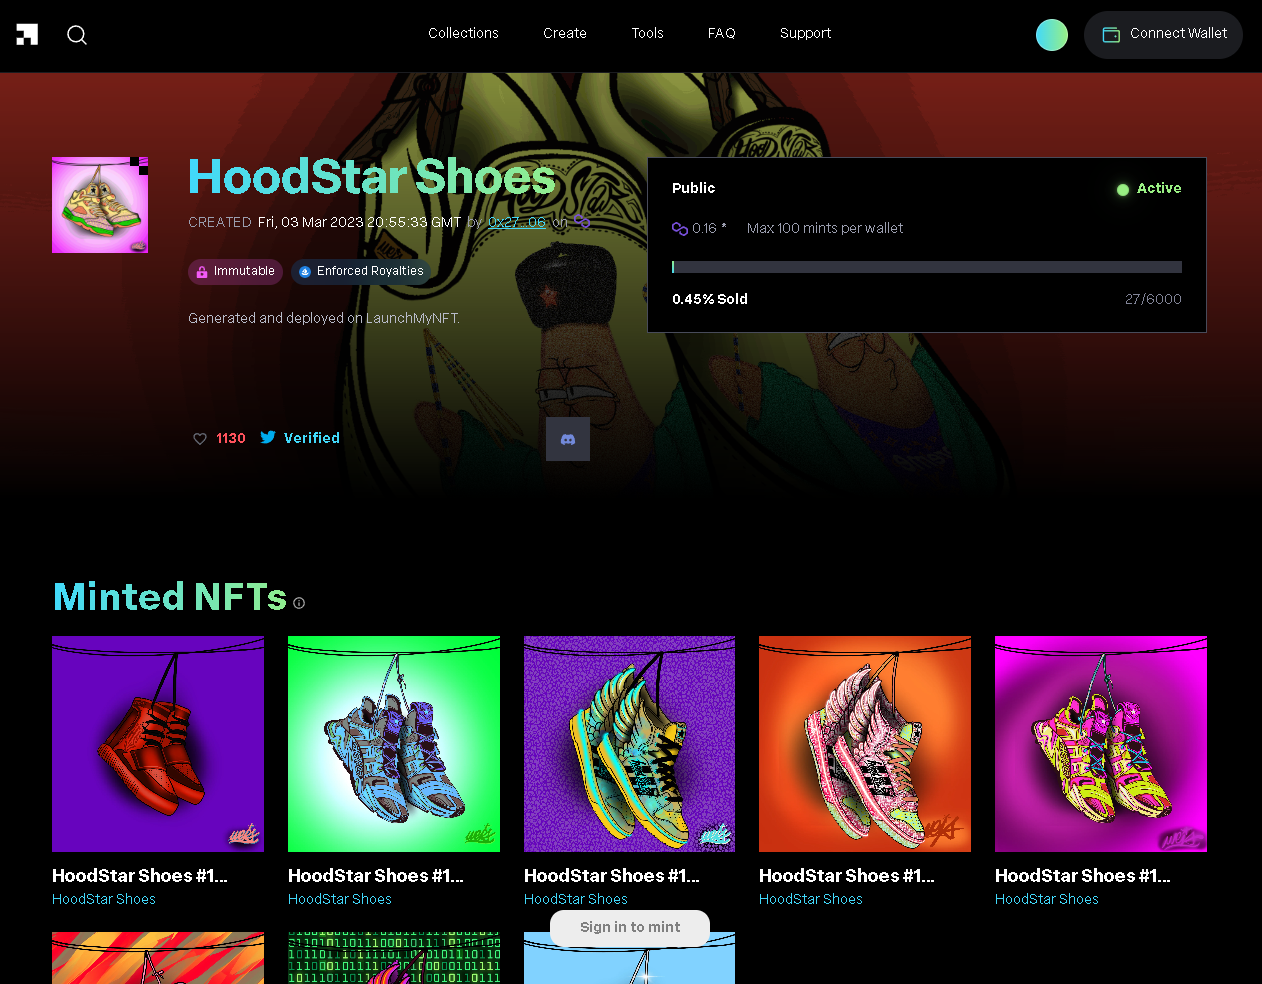 Collections Create Tools FAQ Support Connect Wallet
HoodStar Shoes
CREATED Fri, 03 Mar 2023 20:55:33 GMT by 0x27...06 on
Immutable Enforced Royalties
Generated and deployed on LaunchMyNFT.
1130 Verified
Public Active
0.16 * Max 100 mints per wallet
0.45% Sold 27/6000
Minted NFTs
HoodStar Shoes #1... HoodStar Shoes #1... HoodStar Shoes #1... HoodStar Shoes #1... HoodStar Shoes #1...
HoodStar Shoes HoodStar Shoes HoodStar Shoes HoodStar Shoes HoodStar Shoes
Sign in to mint